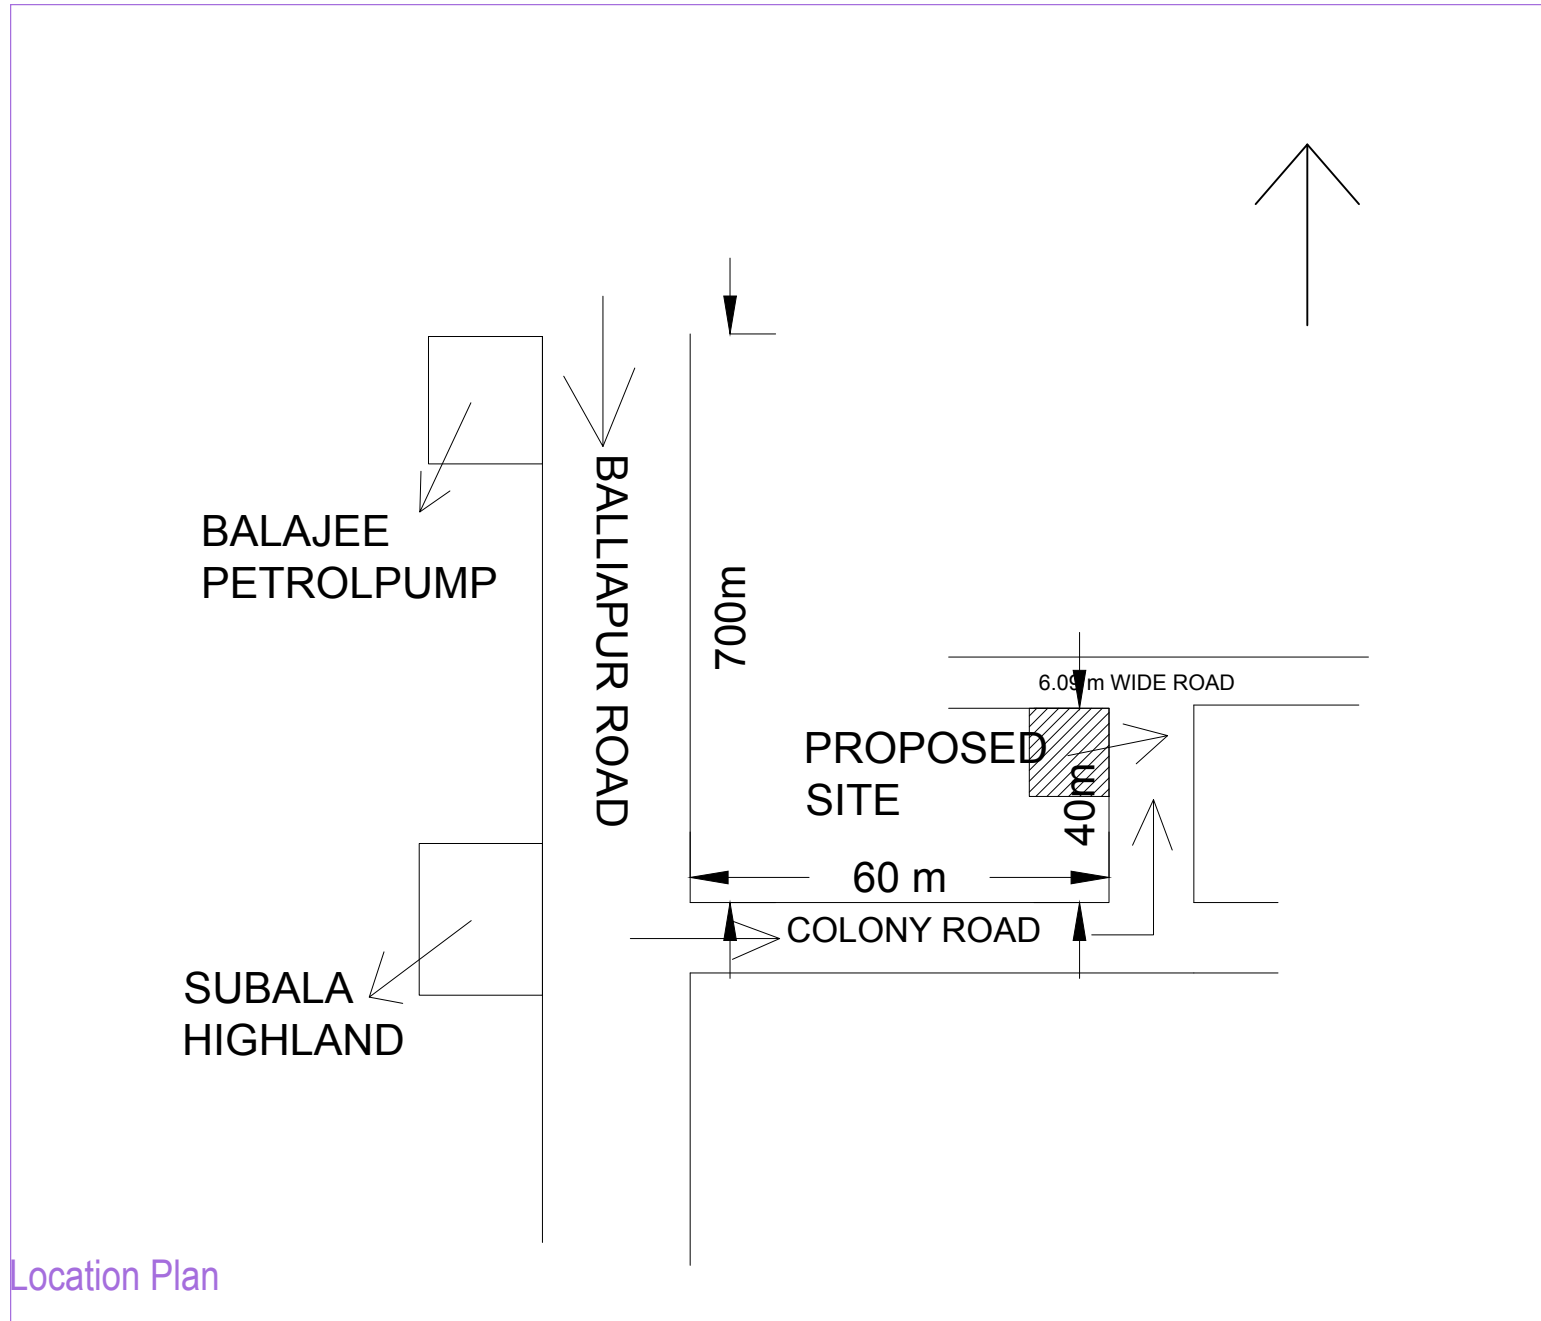 BALAJEE
PETROLPUMP
BALLIAPUR ROAD
700m
6.09 m WIDE ROAD
PROPOSED
SITE
40m
60 m
COLONY ROAD
SUBALA
HIGHLAND
Location Plan